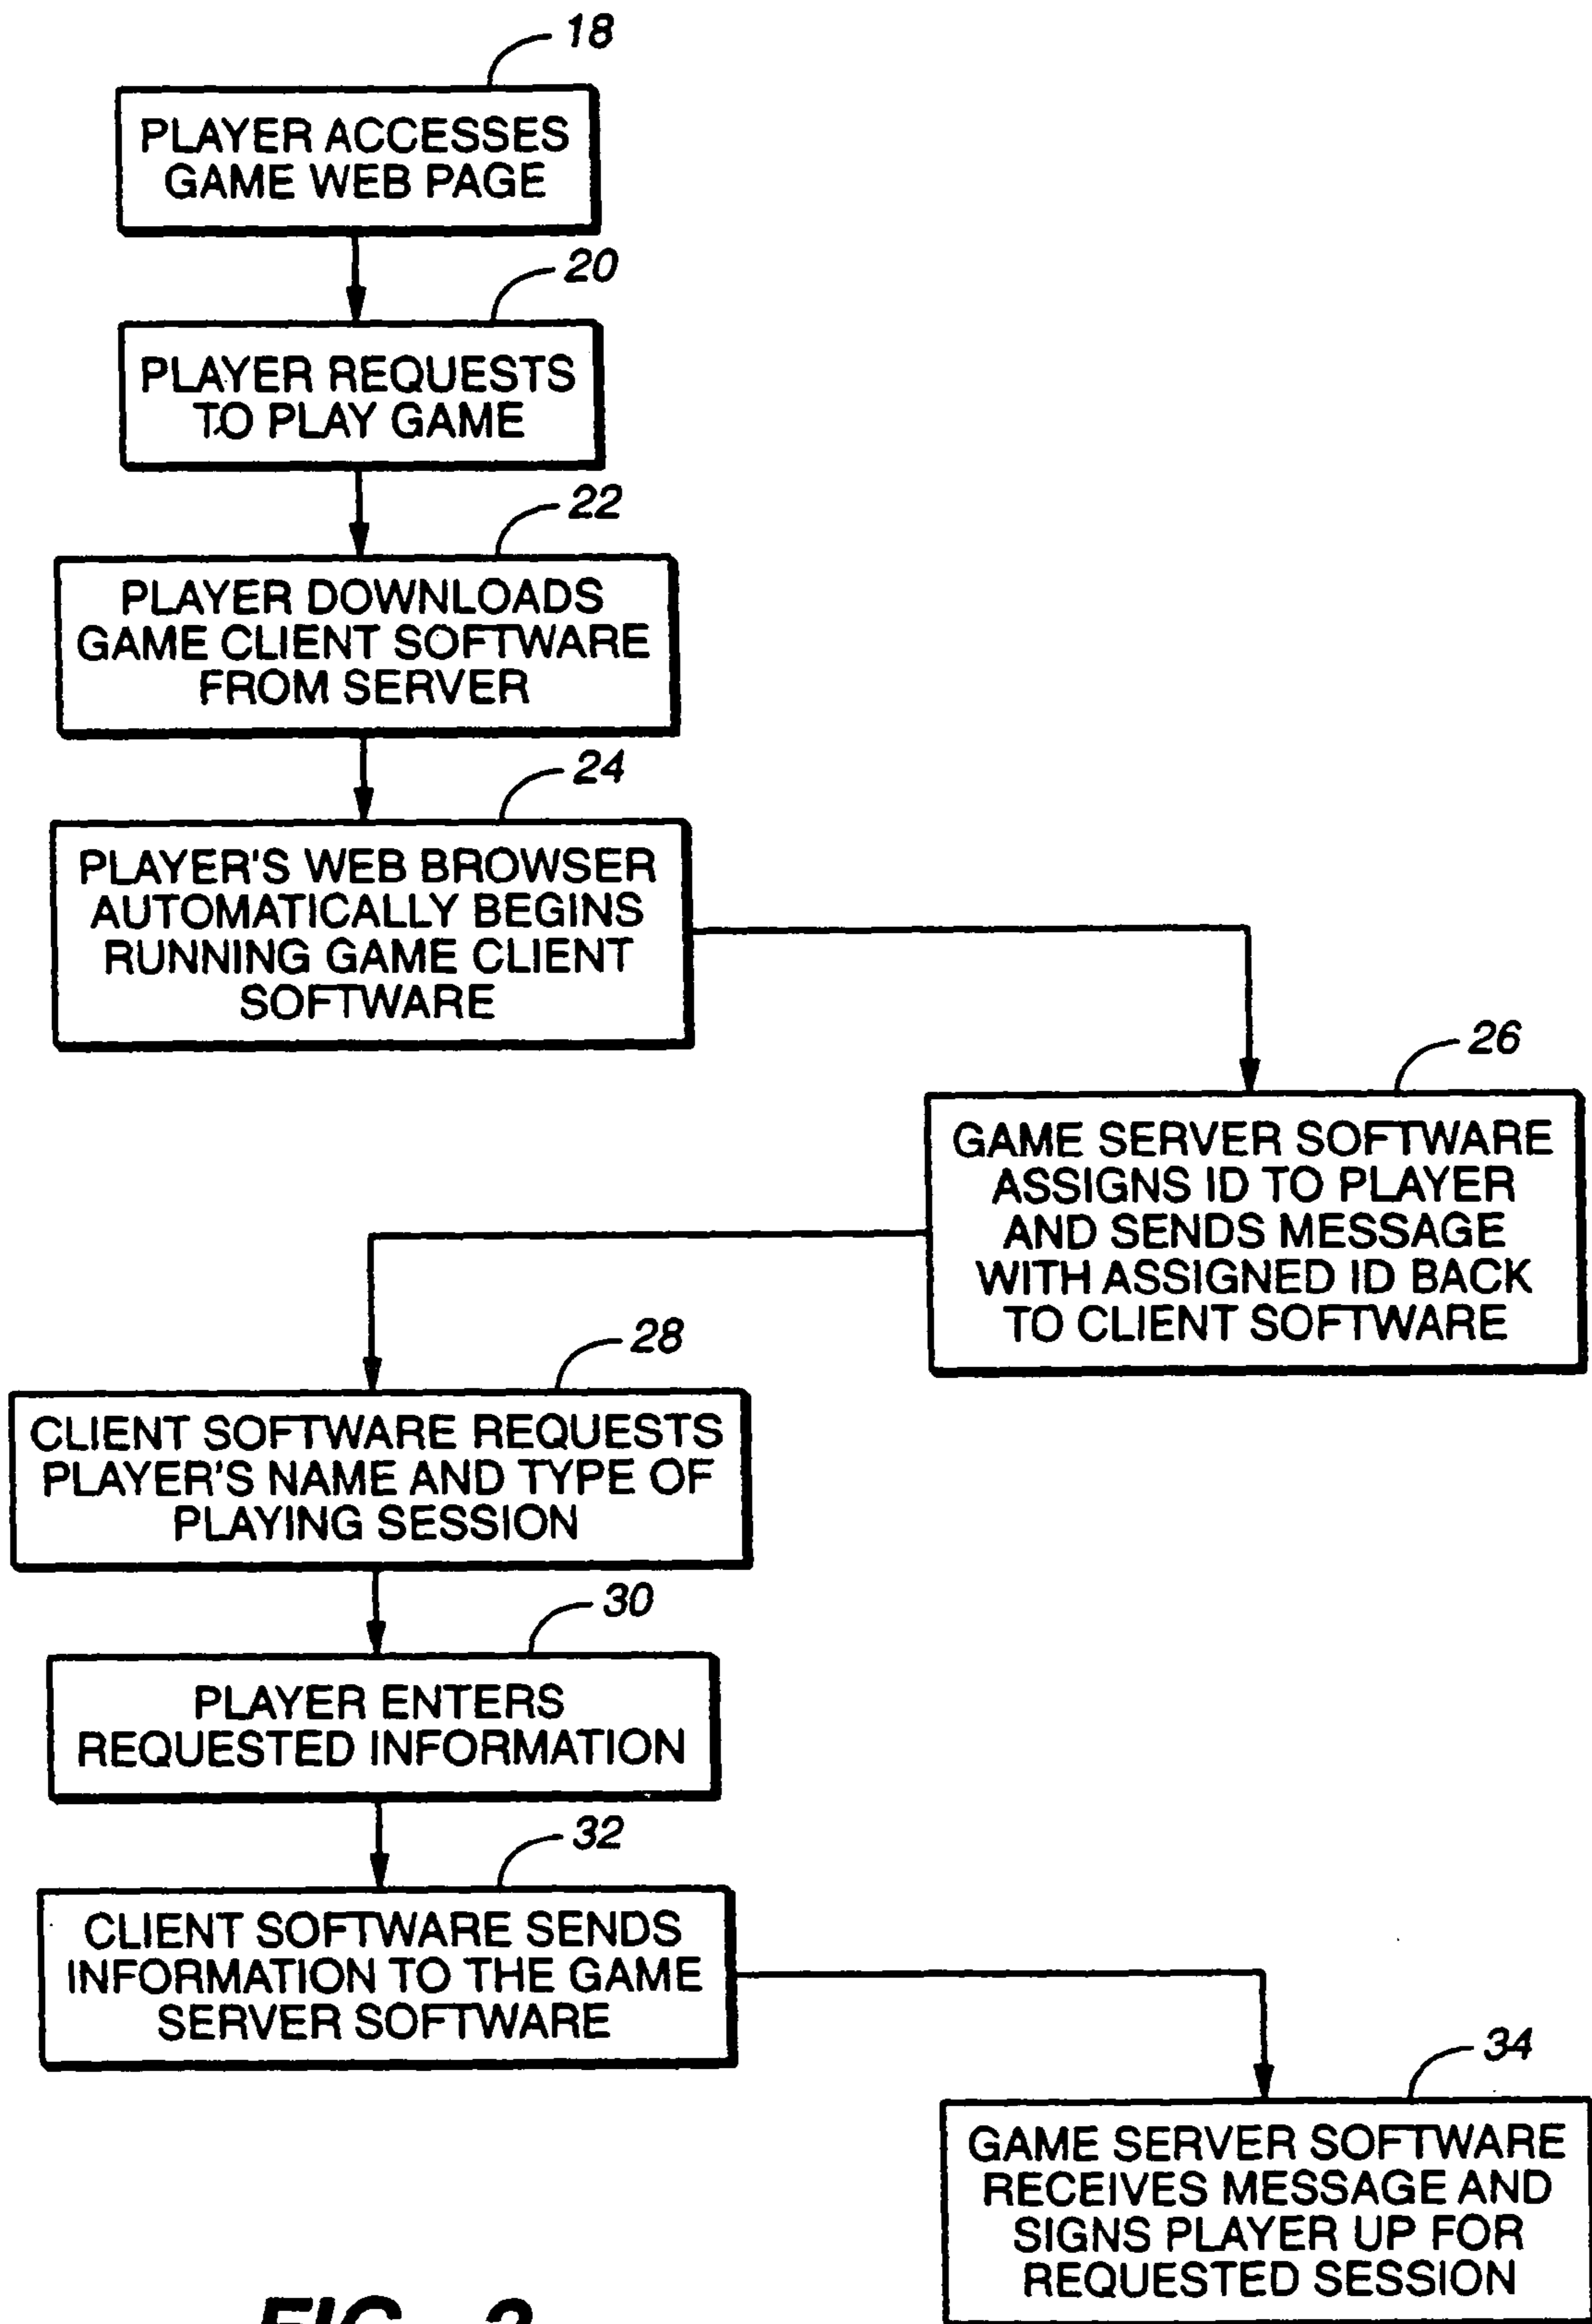 18
PLAYER ACCESSES
GAME WEB PAGE
20
PLAYER REQUESTS
TO PLAY GAME
22
PLAYER DOWNLOADS
GAME CLIENT SOFTWARE
FROM SERVER
24
PLAYER'S WEB BROWSER
AUTOMATICALLY BEGINS
RUNNING GAME CLIENT
SOFTWARE
26
GAME SERVER SOFTWARE
ASSIGNS ID TO PLAYER
AND SENDS MESSAGE
WITH ASSIGNED ID BACK
TO CLIENT SOFTWARE
28
CLIENT SOFTWARE REQUESTS
PLAYER'S NAME AND TYPE OF
PLAYING SESSION
30
PLAYER ENTERS
REQUESTED INFORMATION
32
CLIENT SOFTWARE SENDS
INFORMATION TO THE GAME
SERVER SOFTWARE
34
GAME SERVER SOFTWARE
RECEIVES MESSAGE AND
SIGNS PLAYER UP FOR
REQUESTED SESSION